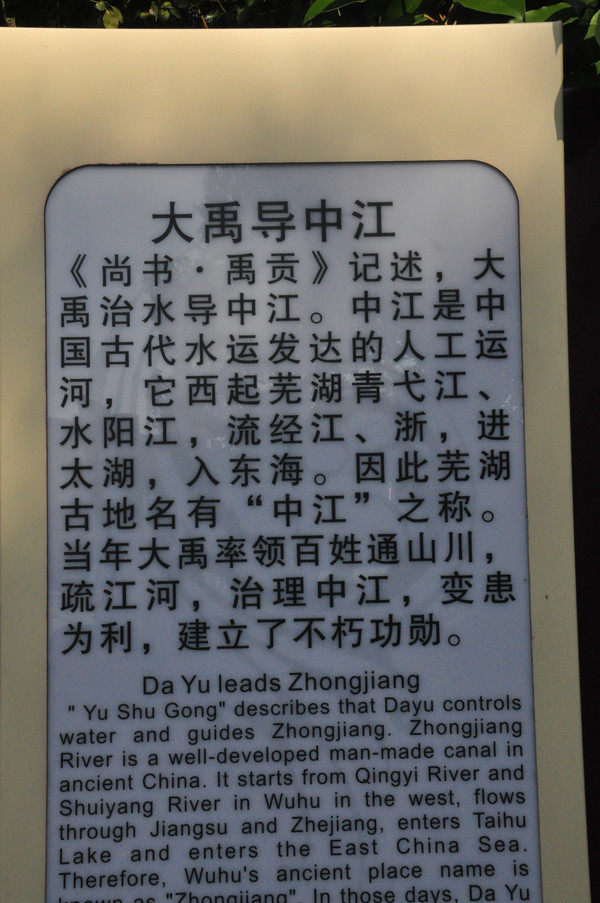 大禹导中江
《尚书·禹贡》记述，大
禹治水导中江。中江是中
国古代水运发达的人工运
河，它西起芜湖青弋江、
水阳江，流经江、浙，进
太湖，入东海。因此芜湖
古地名有“中江”之称。
当年大禹率领百姓通山川，
疏江河，治理中江，变患
为利，建立了不朽功勋。
Da Yu leads Zhongjiang
" Yu Shu Gong" describes that Dayu controls
water and guides Zhongjiang. Zhongjiang
River is a well-developed man-made canal in
ancient China. It starts from Qingyi River and
Shuiyang River in Wuhu in the west, flows
through Jiangsu and Zhejiang, enters Taihu
Lake and enters the East China Sea.
Therefore, Wuhu's ancient place name is
known as "Zhongjiang". In those days, Da Yu